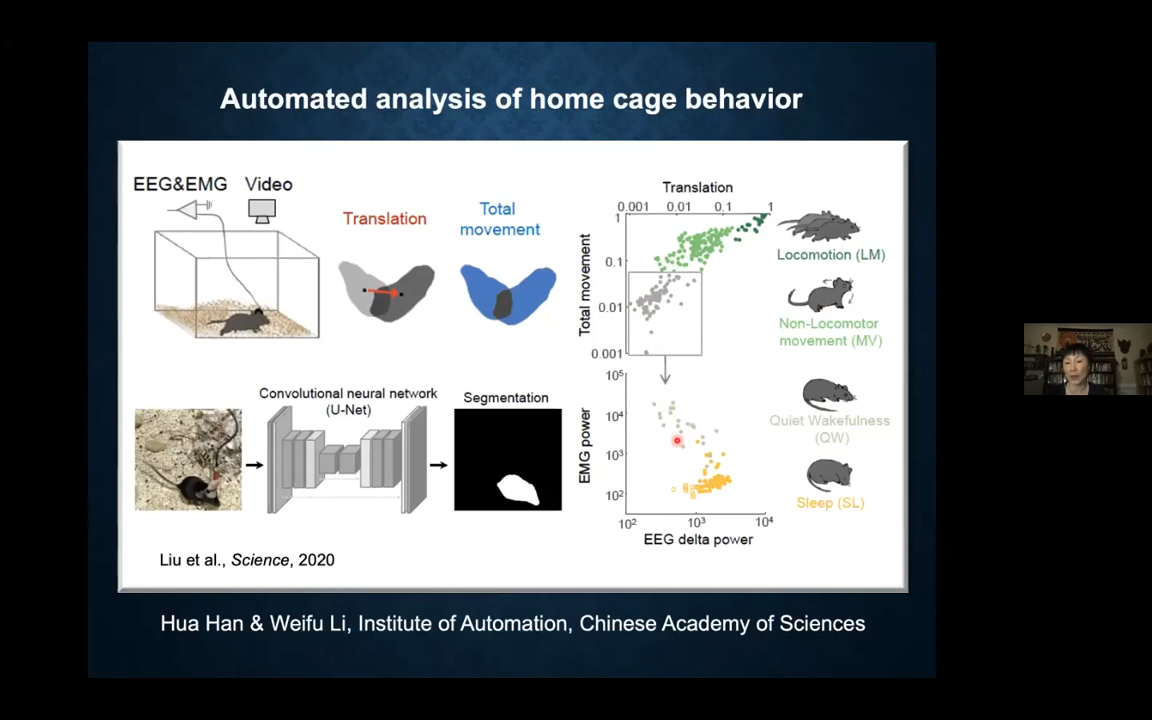 Automated analysis of home cage behavior
EEG&EMG
Video
Translation
Total
movement
Convolutional neural network
(U-Net)
Segmentation
Translation
0.001 0.01 0.1 1
Total movement
1
0.1
0.01
0.001
EMG power
10⁵
10⁴
10³
10²
10² 10³ 10⁴
EEG delta power
Locomotion (LM)
Non-Locomotor
movement (MV)
Quiet Wakefulness
(QW)
Sleep (SL)
Liu et al., Science, 2020
Hua Han & Weifu Li, Institute of Automation, Chinese Academy of Sciences